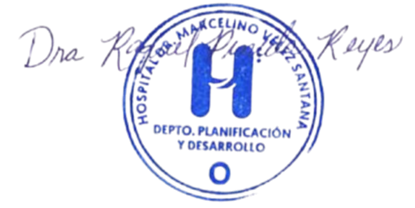 Dra Reyes
HOSPITAL DR. MARCELINO VELEZ SANTANA
DEPTO. PLANIFICACIÓN
Y DESARROLLO
O